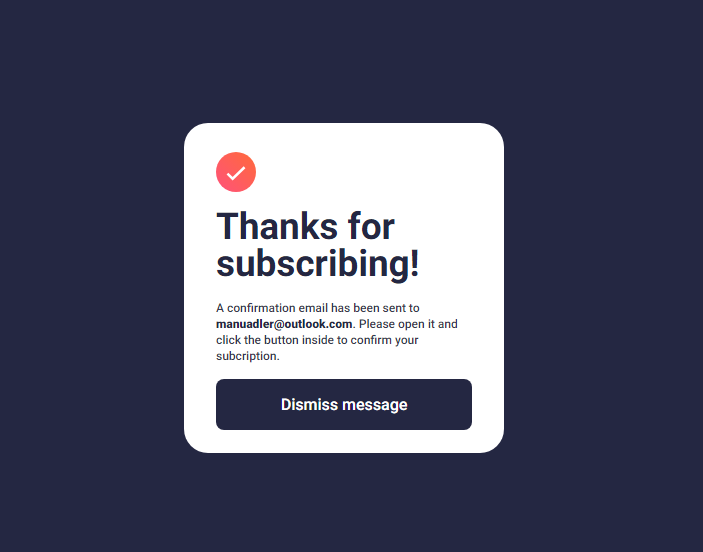 Thanks for
subscribing!
A confirmation email has been sent to
manuadler@outlook.com. Please open it and
click the button inside to confirm your
subcription.
Dismiss message